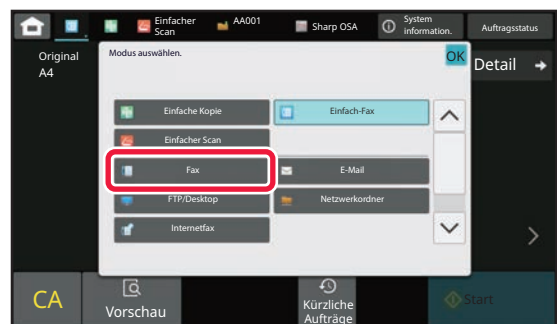 Einfacher
Scan
AA001
Sharp OSA
System
information.
Auftragsstatus
Original
A4
Modus auswählen.
OK
Detail
Einfache Kopie
Einfach-Fax
Einfacher Scan
Fax
E-Mail
FTP/Desktop
Netzwerkordner
Internetfax
CA
Vorschau
Kürzliche
Aufträge
Start